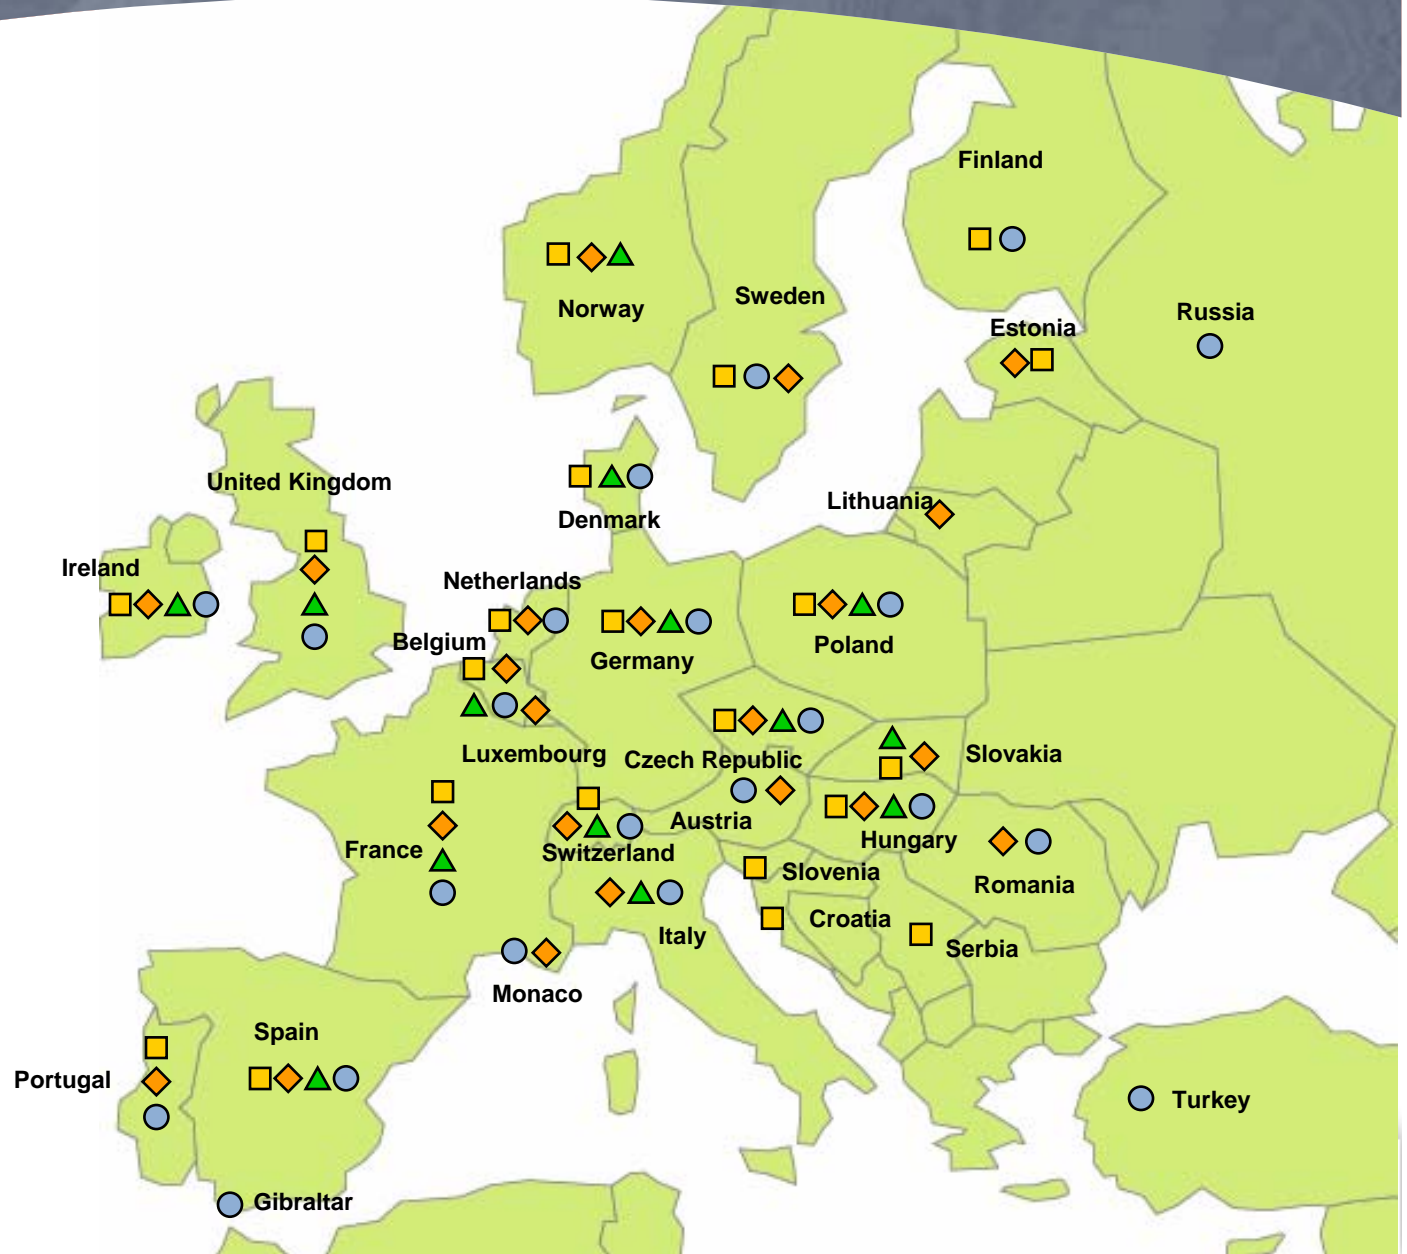 Finland
Sweden
Norway
Russia
Estonia
United Kingdom
Lithuania
Denmark
Ireland
Netherlands
Belgium
Germany
Poland
Luxembourg
Czech Republic
Slovakia
Austria
Hungary
France
Switzerland
Slovenia
Romania
Croatia
Italy
Serbia
Monaco
Spain
Portugal
Turkey
Gibraltar